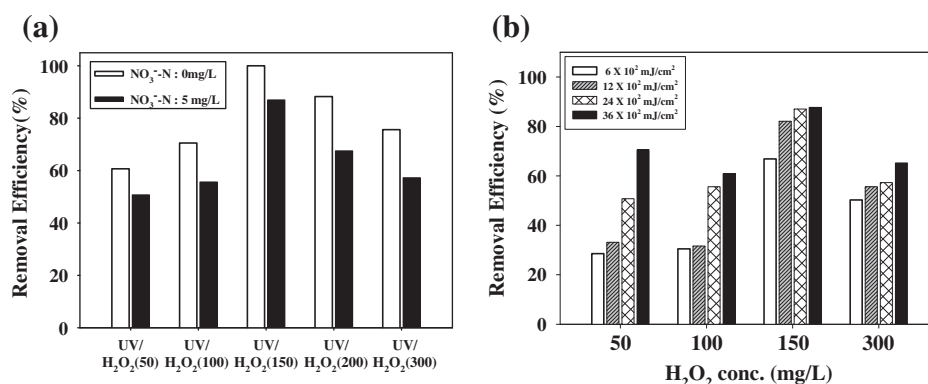 (a)
Removal Efficiency(%)
100
80
60
40
20
0
NO₃⁻-N : 0mg/L
NO₃⁻-N : 5 mg/L
UV/ H₂O₂(50)
UV/ H₂O₂(100)
UV/ H₂O₂(150)
UV/ H₂O₂(200)
UV/ H₂O₂(300)
(b)
Removal Efficiency (%)
100
80
60
40
20
0
6 X 10² mJ/cm²
12 X 10² mJ/cm²
24 X 10² mJ/cm²
36 X 10² mJ/cm²
50
100
150
300
H₂O₂ conc. (mg/L)